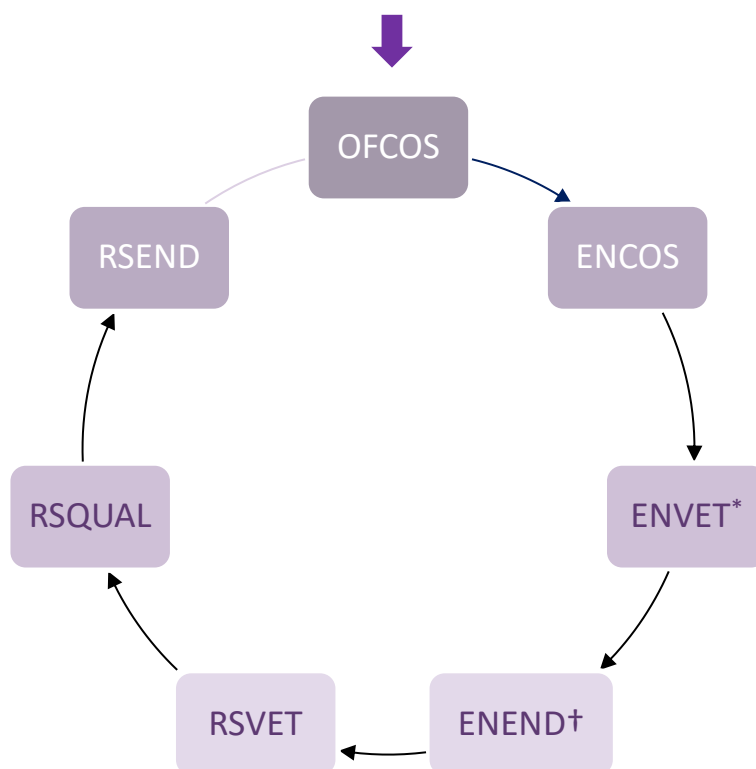 OFCOS
ENCOS
ENVET*
ENEND†
RSVET
RSQUAL
RSEND